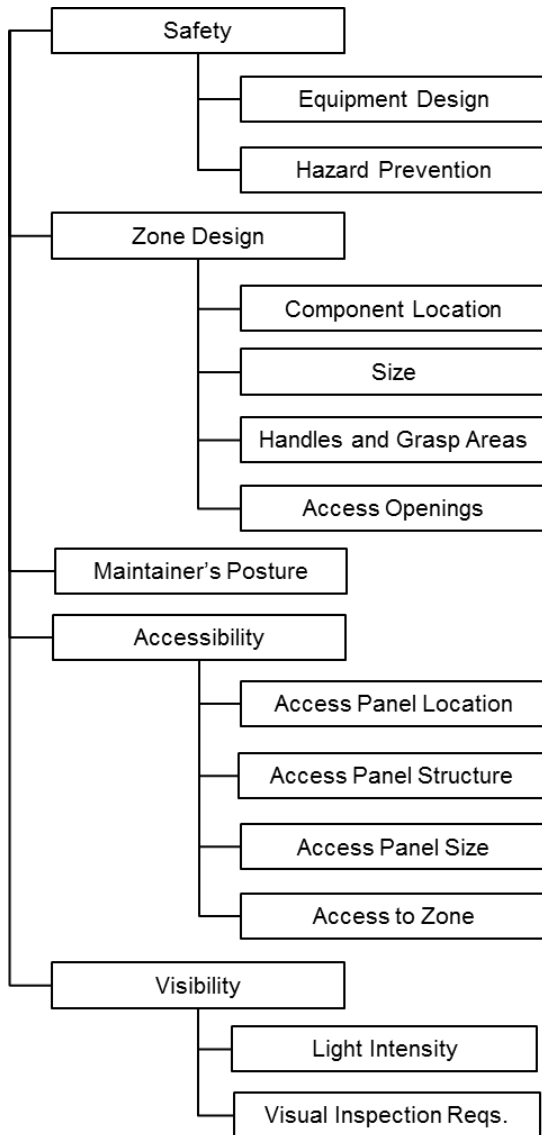 Safety
Equipment Design
Hazard Prevention
Zone Design
Component Location
Size
Handles and Grasp Areas
Access Openings
Maintainer's Posture
Accessibility
Access Panel Location
Access Panel Structure
Access Panel Size
Access to Zone
Visibility
Light Intensity
Visual Inspection Reqs.